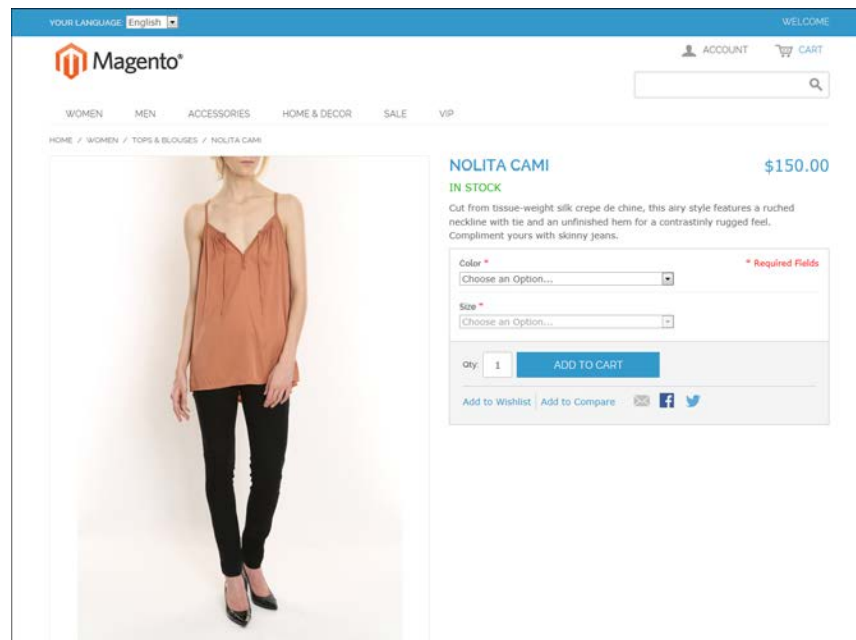 YOUR LANGUAGE: English
WELCOME
Magento®
ACCOUNT
CART
WOMEN MEN ACCESSORIES HOME & DECOR SALE VIP
HOME / WOMEN / TOPS & BLOUSES / NOLITA CAMI
NOLITA CAMI
$150.00
IN STOCK
Cut from tissue-weight silk crepe de chine, this airy style features a ruched
neckline with tie and an unfinished hem for a contrastinly rugged feel.
Compliment yours with skinny jeans.
Color *
* Required Fields
Choose an Option...
Size *
Choose an Option...
Qty: 1 ADD TO CART
Add to Wishlist Add to Compare